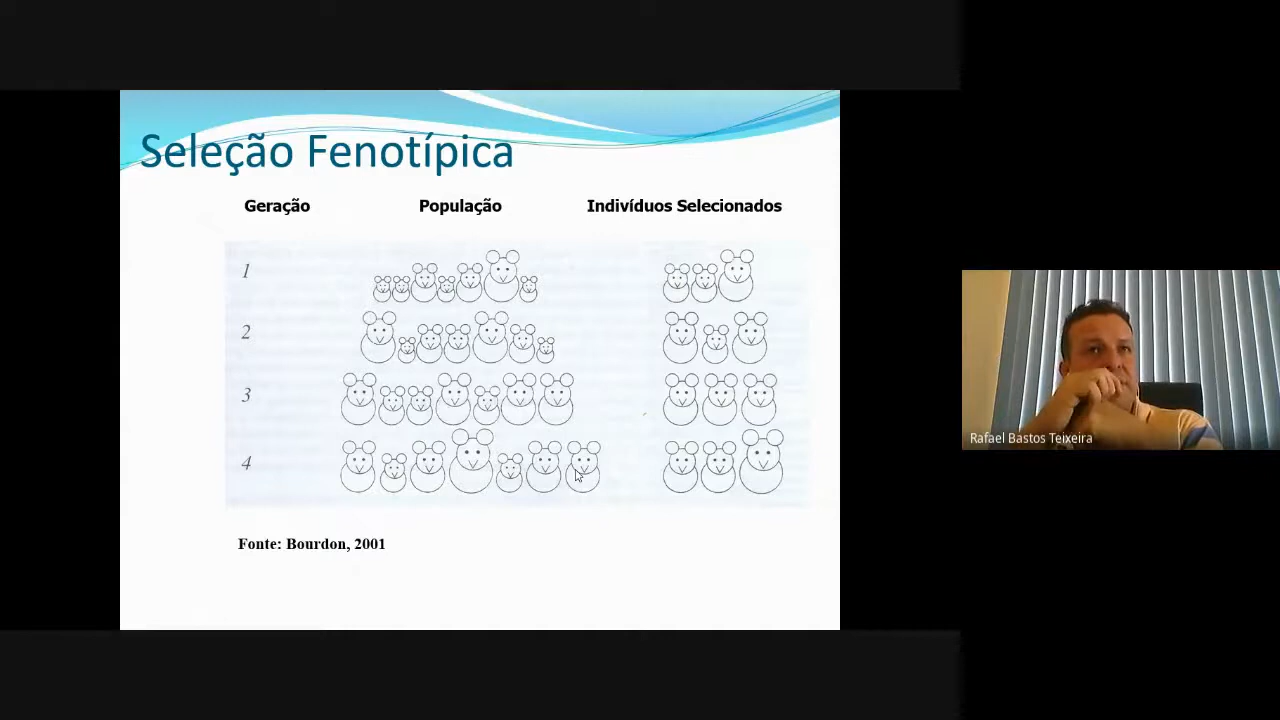 Seleção Fenotípica
Geração População Indivíduos Selecionados
1
2
3
4
Fonte: Bourdon, 2001
Rafael Bastos Teixeira